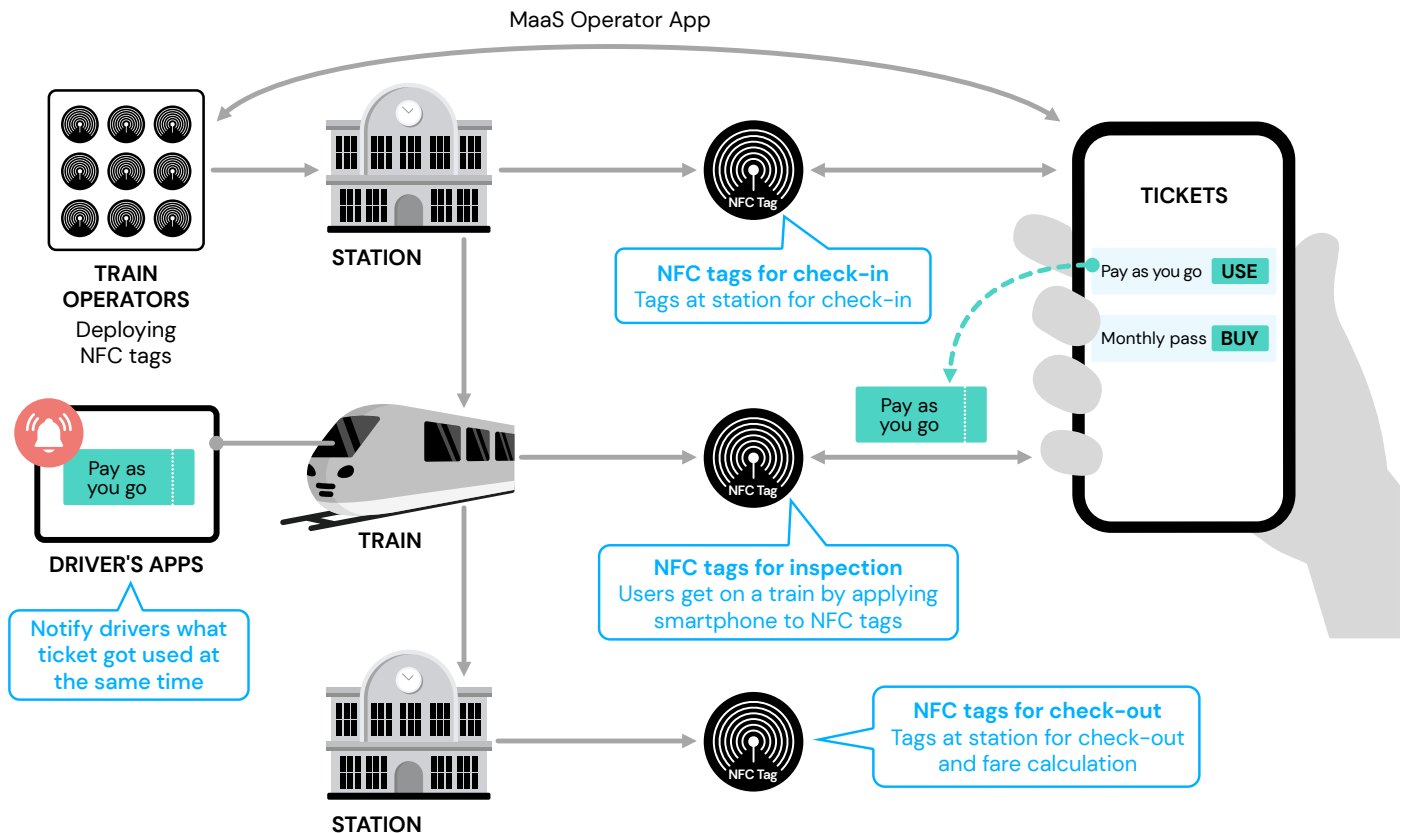 MaaS Operator App
TRAIN
OPERATORS
Deploying
NFC tags
STATION
NFC Tag
NFC tags for check-in
Tags at station for check-in
TICKETS
Pay as you go USE
Monthly pass BUY
Pay as
you go
Pay as
you go
DRIVER'S APPS
Notify drivers what
ticket got used at
the same time
TRAIN
NFC Tag
NFC tags for inspection
Users get on a train by applying
smartphone to NFC tags
STATION
NFC Tag
NFC tags for check-out
Tags at station for check-out
and fare calculation